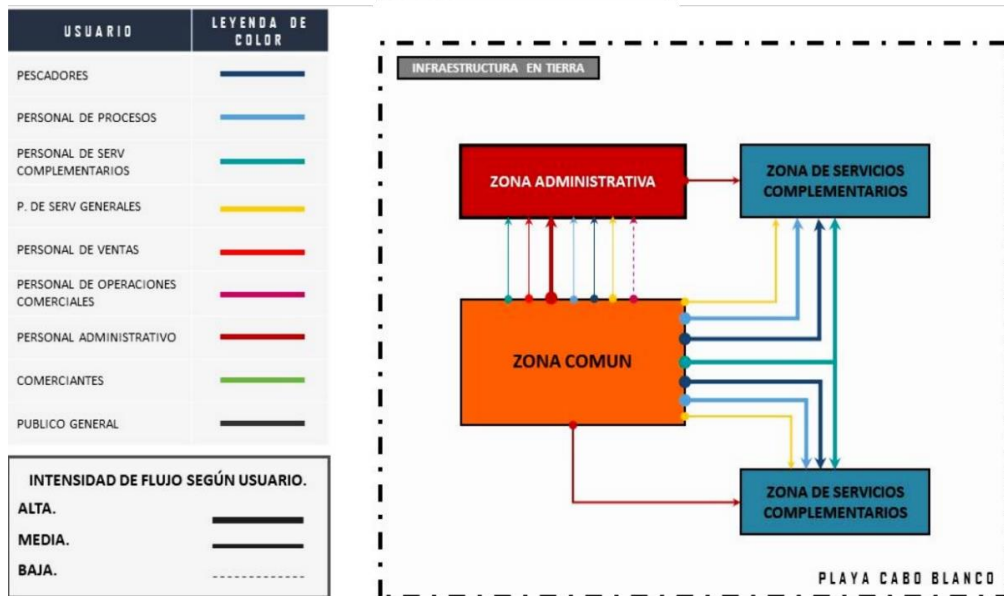 USUARIO
LEYENDA DE
COLOR
PESCADORES
PERSONAL DE PROCESOS
PERSONAL DE SERV
COMPLEMENTARIOS
P. DE SERV GENERALES
PERSONAL DE VENTAS
PERSONAL DE OPERACIONES
COMERCIALES
PERSONAL ADMINISTRATIVO
COMERCIANTES
PUBLICO GENERAL
INTENSIDAD DE FLUJO SEGÚN USUARIO.
ALTA.
MEDIA.
BAJA.
INFRAESTRUCTURA EN TIERRA
ZONA ADMINISTRATIVA
ZONA DE SERVICIOS
COMPLEMENTARIOS
ZONA COMUN
ZONA DE SERVICIOS
COMPLEMENTARIOS
PLAYA CABO BLANCO